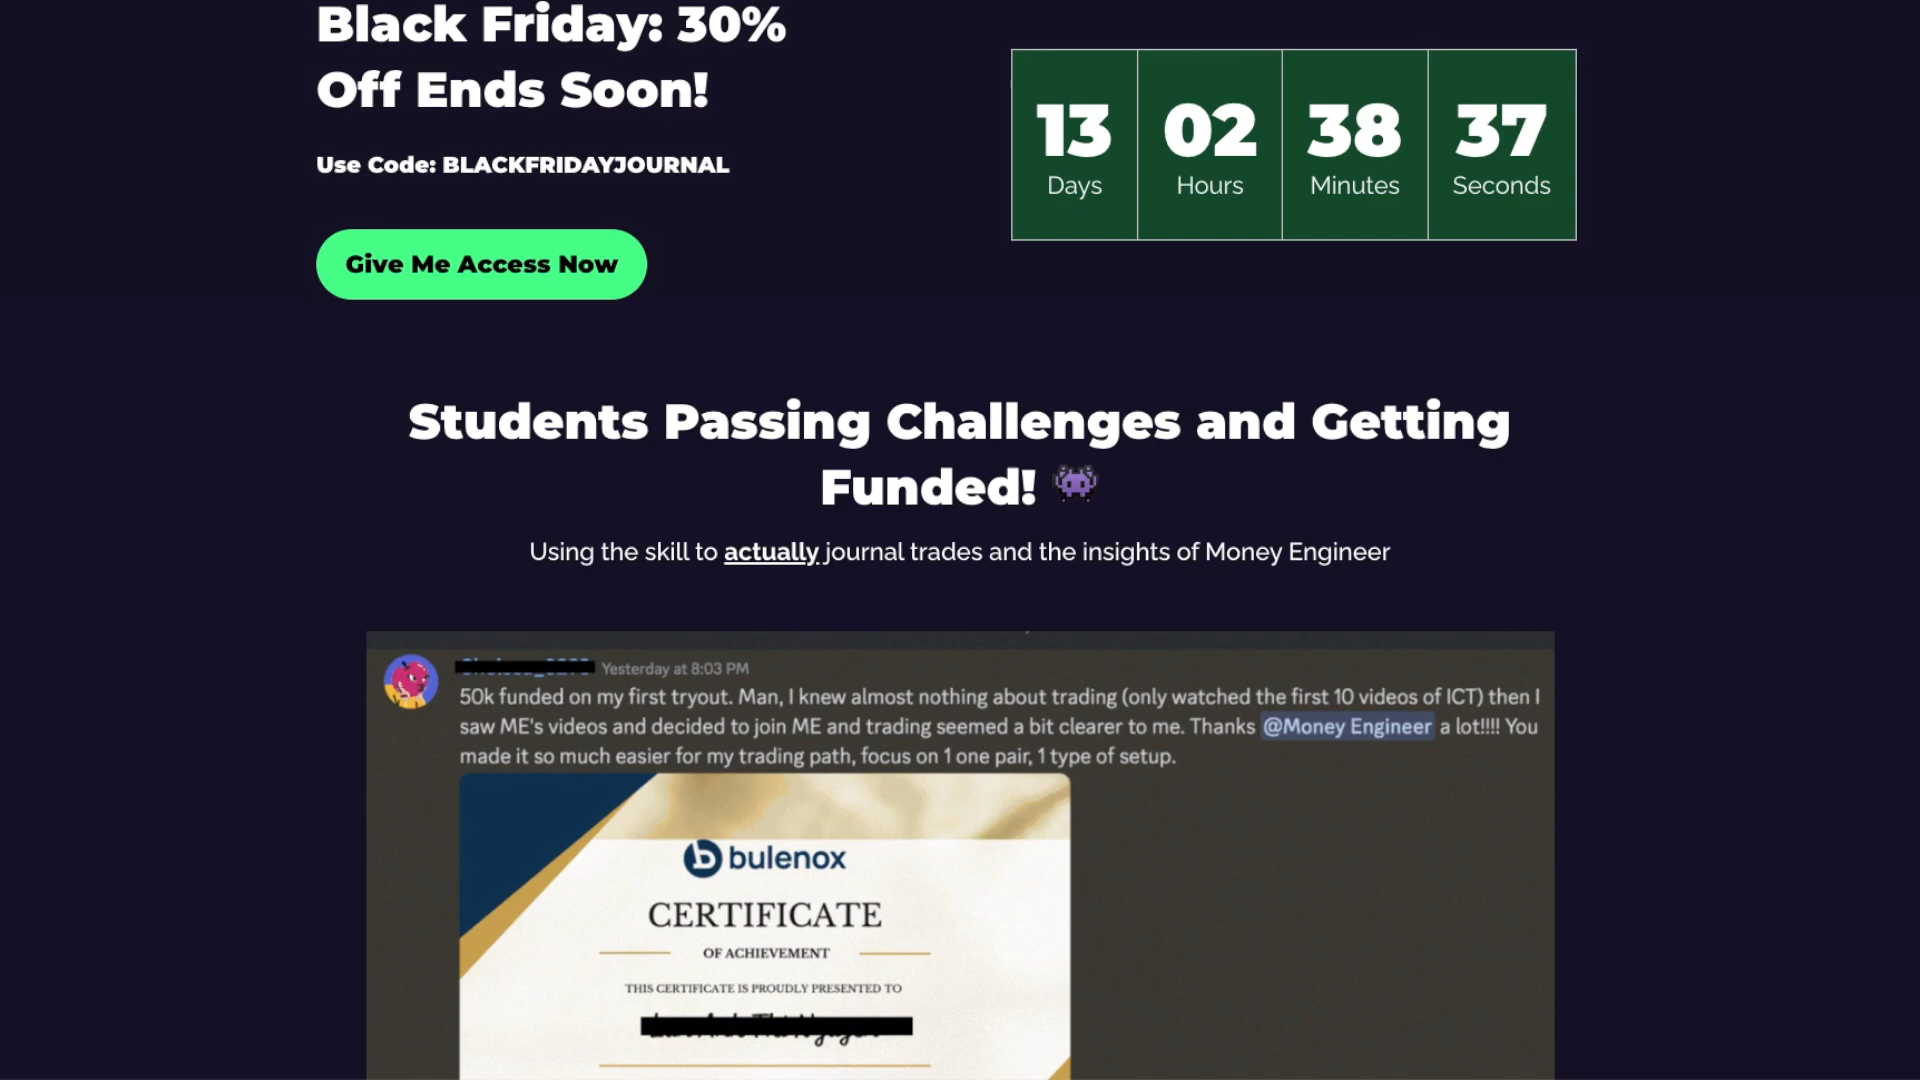 Black Friday: 30%
Off Ends Soon!
Use Code: BLACKFRIDAYJOURNAL
Give Me Access Now
13
Days
02
Hours
38
Minutes
37
Seconds
Students Passing Challenges and Getting
Funded! 👾
Using the skill to actually journal trades and the insights of Money Engineer
Yesterday at 8:03 PM
50k funded on my first tryout. Man, I knew almost nothing about trading (only watched the first 10 videos of ICT) then I
saw ME's videos and decided to join ME and trading seemed a bit clearer to me. Thanks @Money Engineer a lot!!!! You
made it so much easier for my trading path, focus on 1 one pair, 1 type of setup.
bulenox
CERTIFICATE
OF ACHIEVEMENT
THIS CERTIFICATE IS PROUDLY PRESENTED TO